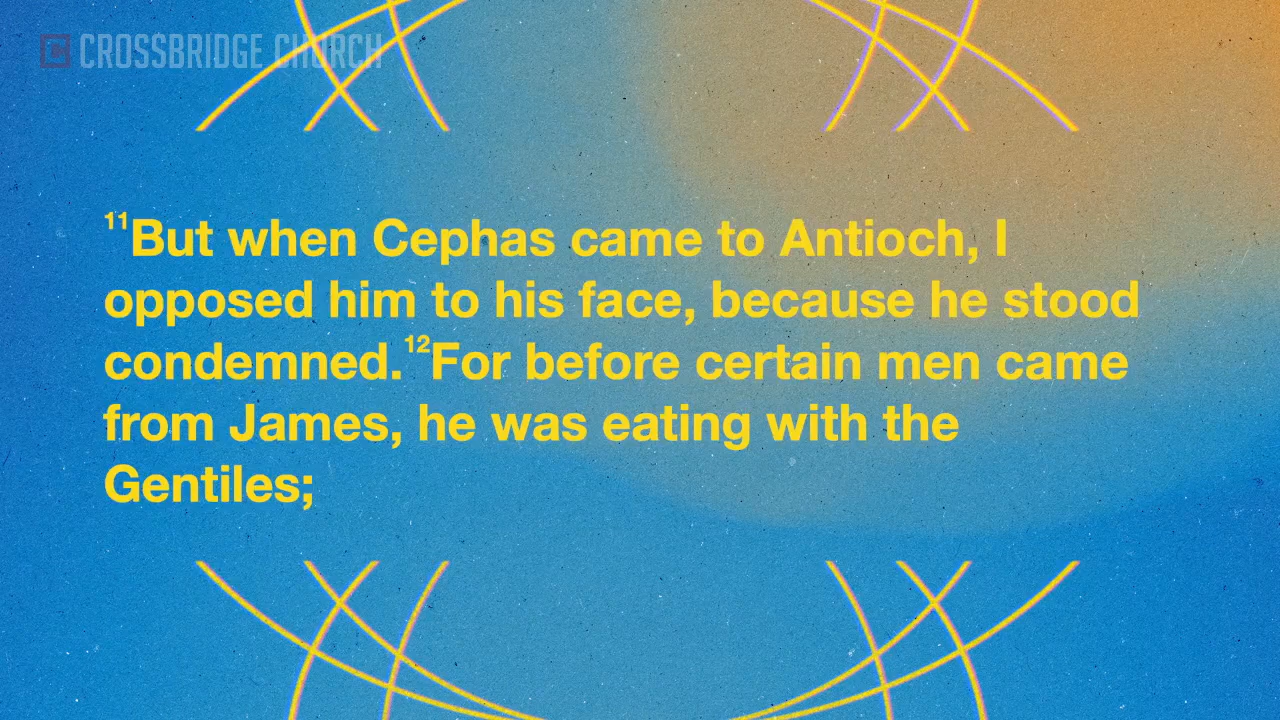 CROSSBRIDGE CHURCH
11But when Cephas came to Antioch, I
opposed him to his face, because he stood
condemned.12For before certain men came
from James, he was eating with the
Gentiles;